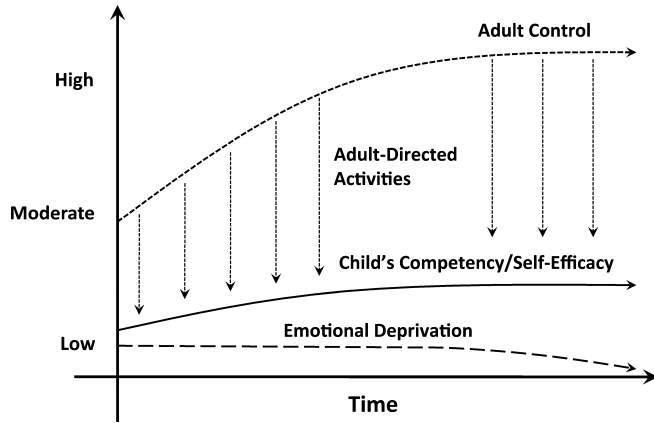 Adult Control
High
Adult-Directed
Activities
Moderate
Child's Competency/Self-Efficacy
Emotional Deprivation
Low
Time